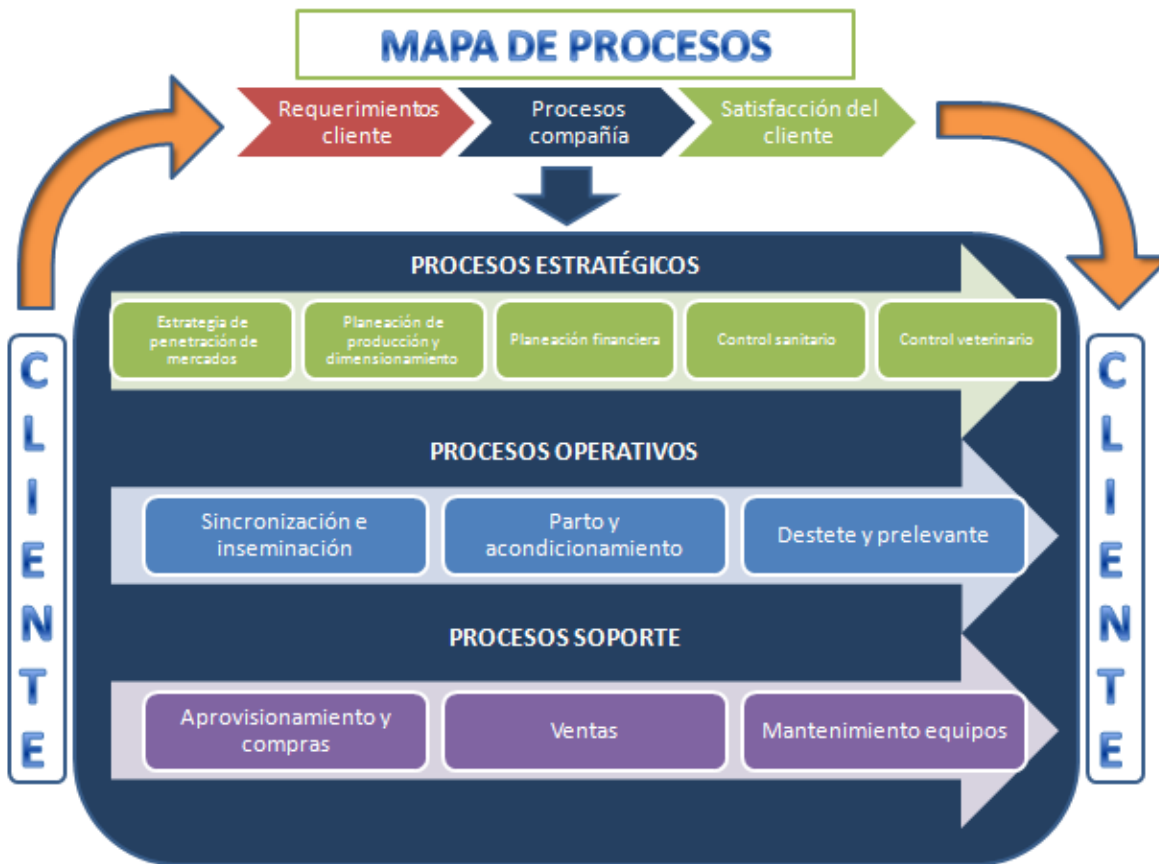 MAPA DE PROCESOS
Requerimientos
cliente
Procesos
compañía
Satisfacción del
cliente
CLIENTE
PROCESOS ESTRATÉGICOS
Estrategia de
penetración de
mercados
Planeación de
producción y
dimensionamiento
Planeación financiera
Control sanitario
Control veterinario
PROCESOS OPERATIVOS
Sincronización e
inseminación
Parto y
acondicionamiento
Destete y prelevante
PROCESOS SOPORTE
Aprovisionamiento y
compras
Ventas
Mantenimiento equipos
CLIENTE